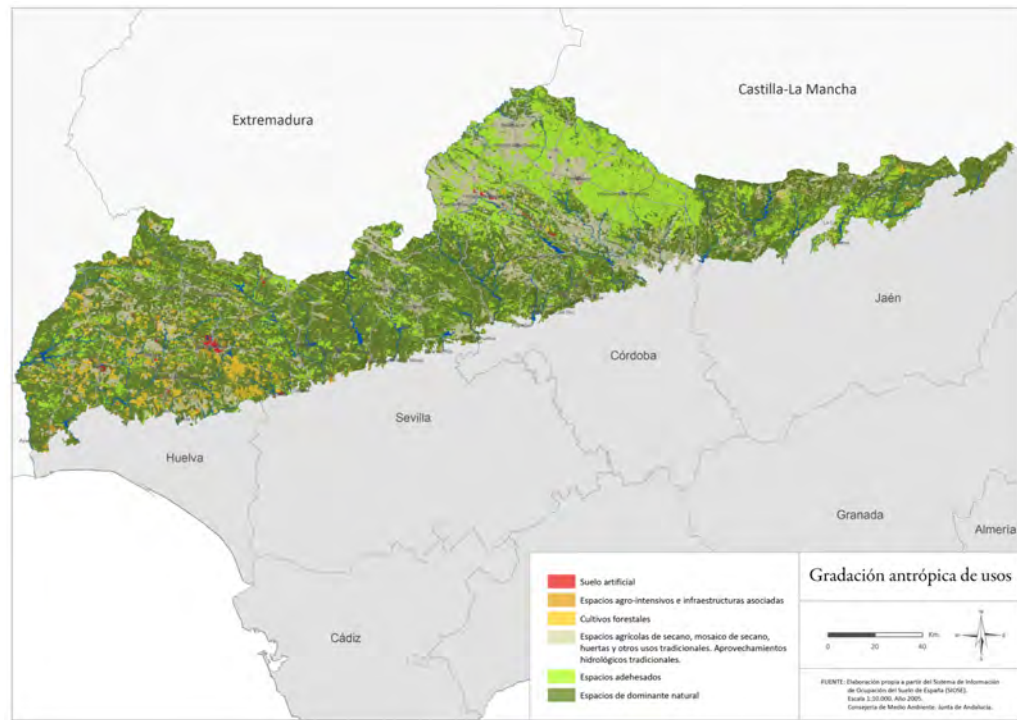 Castilla-La Mancha
Extremadura
Jaén
Córdoba
Sevilla
Huelva
Granada
Almería
Cádiz
Gradación antrópica de usos
Suelo artificial
Espacios agro-intensivos e infraestructuras asociadas
Cultivos forestales
Espacios agrícolas de secano, mosaico de secano,
huertas y otros usos tradicionales. Aprovechamientos
hidrológicos tradicionales.
Espacios adehesados
Espacios de dominante natural
Km.
0 20 40
FUENTE: Elaboración propia a partir del Sistema de Información
de Ocupación del Suelo de España (SIOSE).
Escala 1:10.000. Año 2005.
Consejería de Medio Ambiente. Junta de Andalucía.